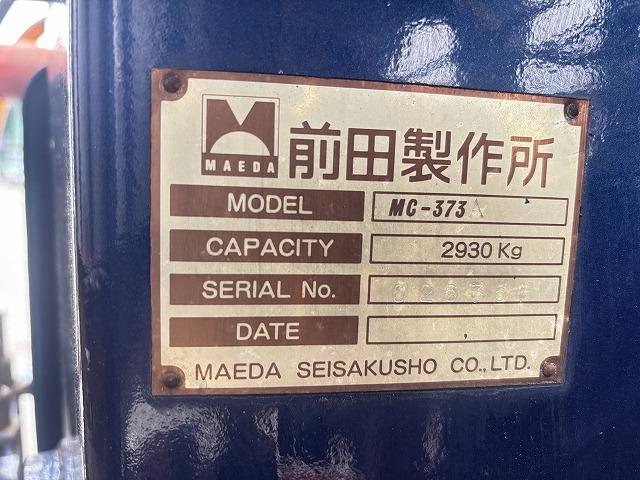 MAEDA
前田製作所
MODEL MC-373
CAPACITY 2930 Kg
SERIAL No.
DATE
MAEDA SEISAKUSHO CO.,LTD.